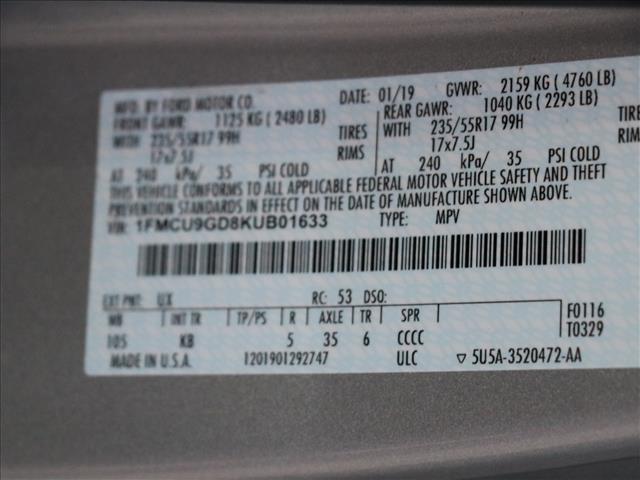 MFD. BY FORD MOTOR CO. DATE: 01/19 GVWR: 2159 KG ( 4760 LB)
FRONT GAWR: 1125 KG ( 2480 LB) REAR GAWR: 1040 KG ( 2293 LB)
WITH 235/55R17 99H TIRES WITH 235/55R17 99H TIRES
17x7.5J RIMS 17x7.5J RIMS
AT 240 kPa/ 35 PSI COLD AT 240 kPa/ 35 PSI COLD
THIS VEHICLE CONFORMS TO ALL APPLICABLE FEDERAL MOTOR VEHICLE SAFETY AND THEFT
PREVENTION STANDARDS IN EFFECT ON THE DATE OF MANUFACTURE SHOWN ABOVE.
VIN: 1FMCU9GD8KUB01633 TYPE: MPV
EXT PNT: UX RC: 53 DSO: F0116
WB INT TR TP/PS R AXLE TR SPR T0329
105 KB 5 35 6 CCCC
MADE IN U.S.A. 1201901292747 ULC ▽ 5U5A-3520472-AA